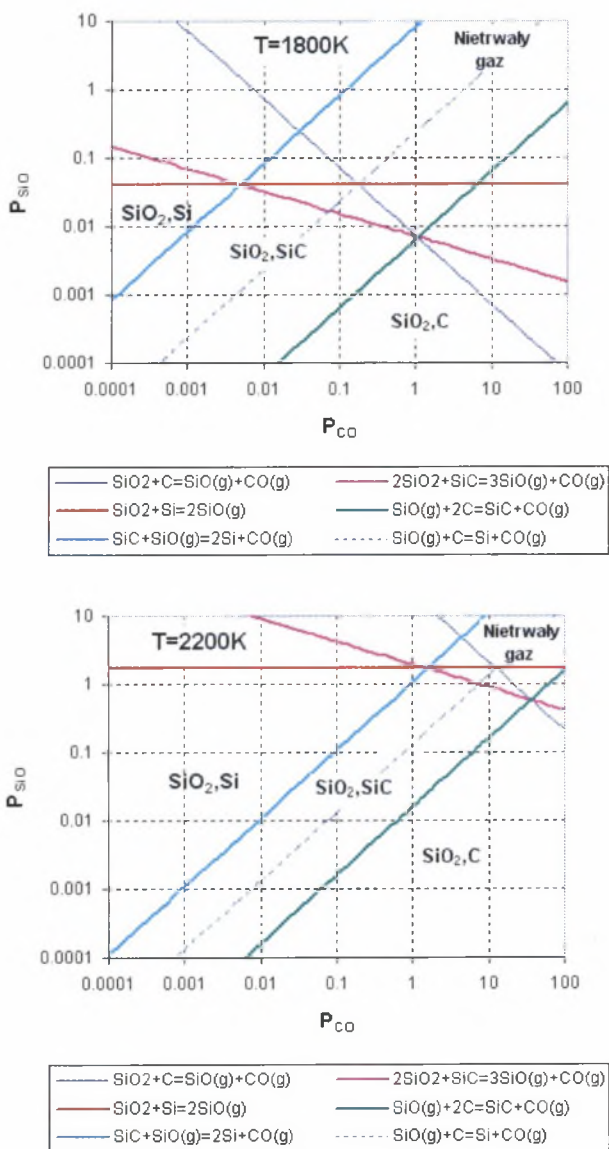 T=1800K
Nietrwały
gaz
10
1
0.1
0.01
0.001
0.0001
P SiO
SiO₂,Si
SiO₂,SiC
SiO₂,C
0.0001 0.001 0.01 0.1 1 10 100
P CO
SiO2+C=SiO(g)+CO(g) 2SiO2+SiC=3SiO(g)+CO(g)
SiO2+Si=2SiO(g) SiO(g)+2C=SiC+CO(g)
SiC+SiO(g)=2Si+CO(g) SiO(g)+C=Si+CO(g)
T=2200K
Nietrwały
gaz
10
1
0.1
0.01
0.001
0.0001
P SiO
SiO₂,Si
SiO₂,SiC
SiO₂,C
0.0001 0.001 0.01 0.1 1 10 100
P CO
SiO2+C=SiO(g)+CO(g) 2SiO2+SiC=3SiO(g)+CO(g)
SiO2+Si=2SiO(g) SiO(g)+2C=SiC+CO(g)
SiC+SiO(g)=2Si+CO(g) SiO(g)+C=Si+CO(g)